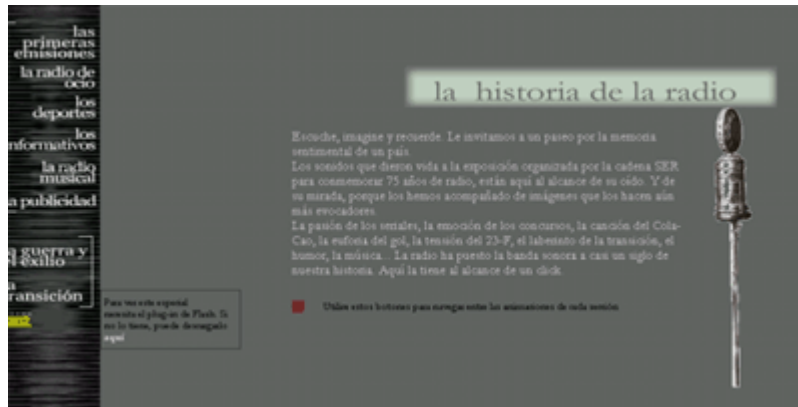 las
primeras
emisiones
la radio de
ocio
los
deportes
los
nformativos
la radio
musical
a publicidad
a guerra y
l exilio
a
ransición
la historia de la radio
Escuche, imagine y recuerde. Le invitamos a un paseo por la memoria
sentimental de un país.
Los sonidos que dieron vida a la exposición organizada por la cadena SER
para conmemorar 75 años de radio, están aquí al alcance de su oído. Y de
su mirada, porque los hemos acompañado de imágenes que los hacen aún
más evocadores.
La pasión de los seriales, la emoción de los concursos, la canción del Cola-
Cao, la euforia del gol, la tensión del 23-F, el laberinto de la transición, el
humor, la música... La radio ha puesto la banda sonora a casi un siglo de
nuestra historia. Aquí la tiene al alcance de un click.
Para ver este especial
necesita el plug-in de Flash. Si
no lo tiene, puede descargarlo
aquí
Utilice estos botones para navegar entre las animaciones de cada sección